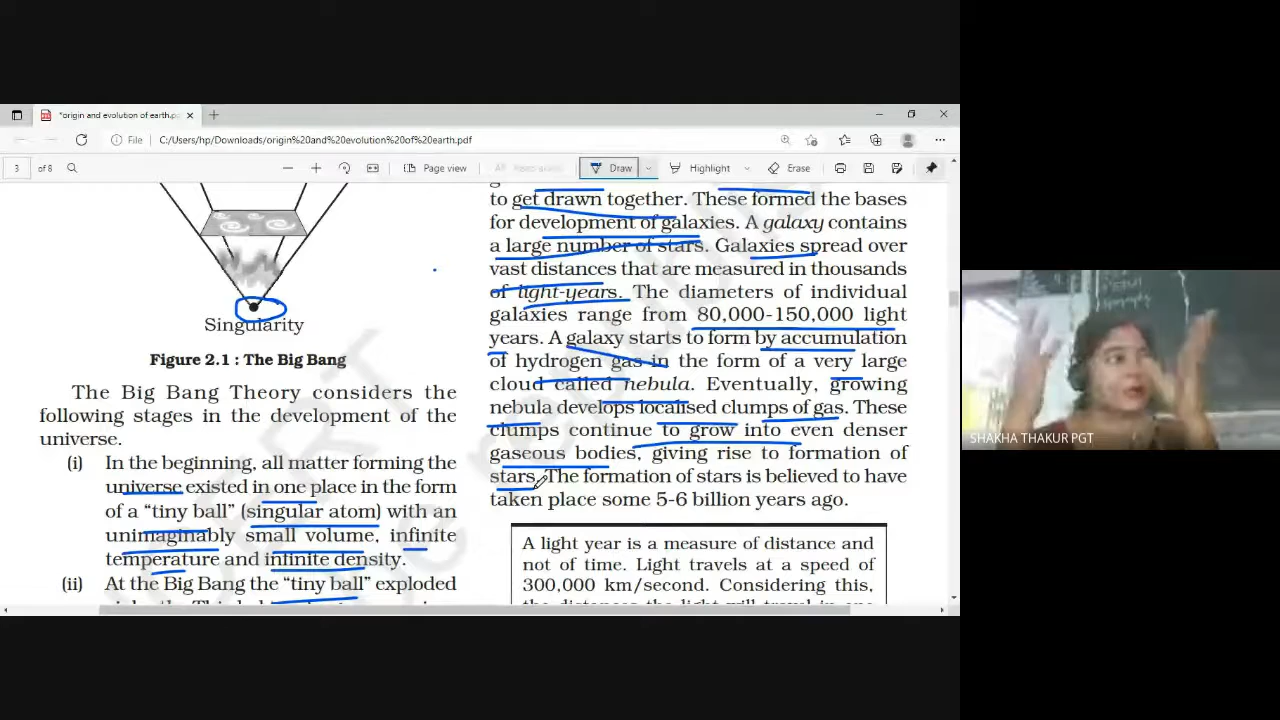 *origin and evolution of earth.p
File C:/Users/hp/Downloads/origin%20and%20evolution%20of%20earth.pdf
3 of 8 Page view Draw Highlight Erase
Singularity
Figure 2.1 : The Big Bang
The Big Bang Theory considers the
following stages in the development of the
universe.
(i) In the beginning, all matter forming the
universe existed in one place in the form
of a “tiny ball” (singular atom) with an
unimaginably small volume, infinite
temperature and infinite density.
(ii) At the Big Bang the “tiny ball” exploded
to get drawn together. These formed the bases
for development of galaxies. A galaxy contains
a large number of stars. Galaxies spread over
vast distances that are measured in thousands
of light-years. The diameters of individual
galaxies range from 80,000-150,000 light
years. A galaxy starts to form by accumulation
of hydrogen gas in the form of a very large
cloud called nebula. Eventually, growing
nebula develops localised clumps of gas. These
clumps continue to grow into even denser
gaseous bodies, giving rise to formation of
stars. The formation of stars is believed to have
taken place some 5-6 billion years ago.
A light year is a measure of distance and
not of time. Light travels at a speed of
300,000 km/second. Considering this,
the distances the light will travel in one
SHAKHA THAKUR PGT